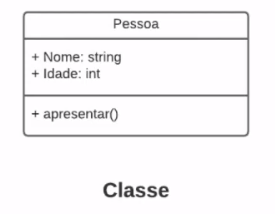 Pessoa
+ Nome: string
+ Idade: int
+ apresentar()
Classe